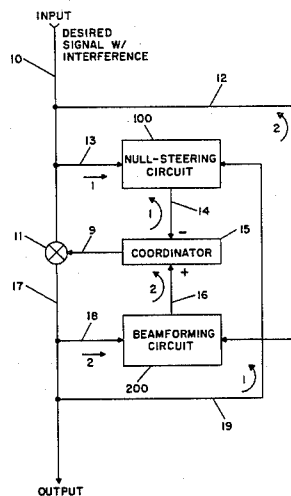 INPUT
DESIRED
SIGNAL W/
INTERFERENCE
10
12
2
100
13
NULL-STEERING
CIRCUIT
1
1
14
15
11
9
−
COORDINATOR
+
17
2
16
18
BEAMFORMING
CIRCUIT
2
200
1
19
OUTPUT